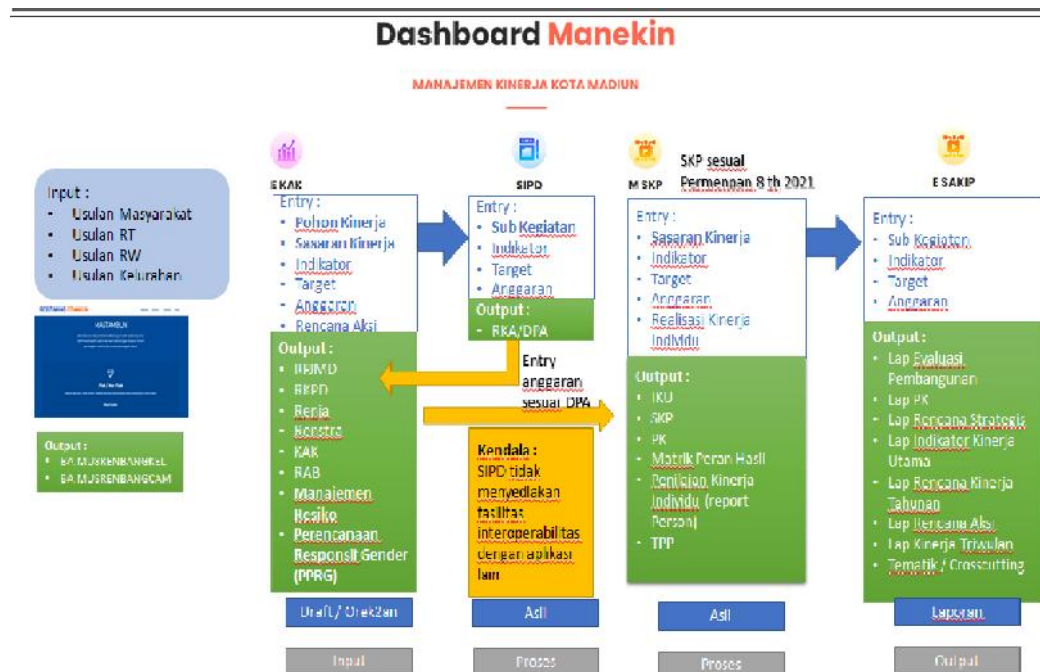 Dashboard Manekin
MANAJEMEN KINERJA KOTA MADIUN
Input :
• Usulan Masyarakat
• Usulan RT
• Usulan RW
• Usulan Kelurahan
Output :
• BA.MUSRENBANGKEL
• BA.MUSRENBANGCAM
E KAK
Entry :
• Pohon Kinerja
• Sasaran Kinerja
- Indikator
- Target
- Anggaran
- Rencana Aksi
Output :
• RPJMD
• RKPD
• Renja
• Renstra
• KAK
• RAB
• Manajemen
Resiko
• Perencanaan
Responsif Gender
(PPRG)
Draft / Orek2an
Input
SIPD
Entry :
• Sub Kegiatan
- Indikator
- Target
- Anggaran
Output :
- RKA/DPA
Entry
anggaran
sesuai DPA
Kendala :
SIPD tidak
menyediakan
fasilitas
interoperabilitas
dengan aplikasi
lain
Asli
Proses
M SKP
SKP sesuai
Permenpan 8 th 2021
Entry :
• Sasaran Kinerja
• Indikator
• Target
• Anggaran
• Realisasi Kinerja
Individu
Output :
• IKU
• SKP
• PK
• Matrik Peran Hasil
• Penilaian Kinerja
Individu (report
Person)
• TPP
Asli
Proses
E SAKIP
Entry :
• Sub Kegiatan
• Indikator
• Target
• Anggaran
Output :
• Lap Evaluasi
Pembangunan
• Lap PK
• Lap Rencana Strategis
• Lap Indikator Kinerja
Utama
• Lap Rencana Kinerja
Tahunan
• Lap Rencana Aksi
• Lap Kinerja Triwulan
• Tematik / Crosscutting
Laporan
Output